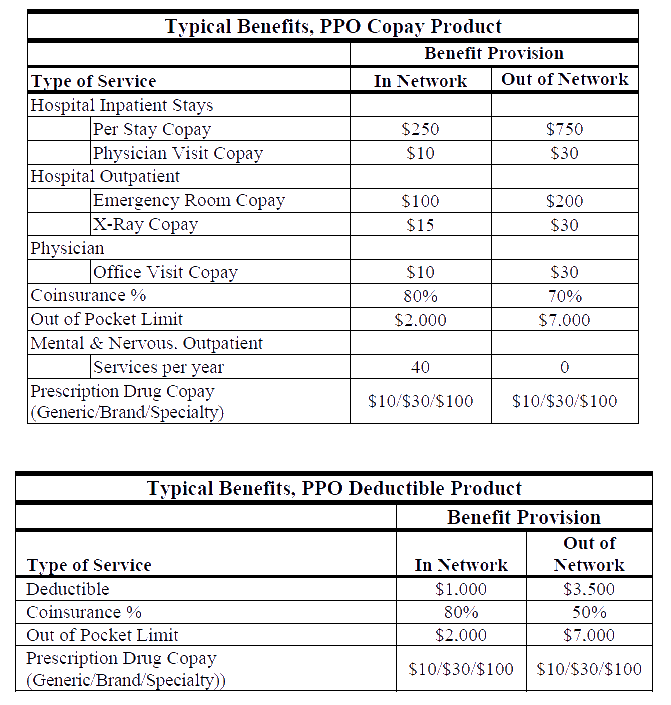 Typical Benefits, PPO Copay Product
Benefit Provision
Type of Service In Network Out of Network
Hospital Inpatient Stays
Per Stay Copay $250 $750
Physician Visit Copay $10 $30
Hospital Outpatient
Emergency Room Copay $100 $200
X-Ray Copay $15 $30
Physician
Office Visit Copay $10 $30
Coinsurance % 80% 70%
Out of Pocket Limit $2,000 $7,000
Mental & Nervous, Outpatient
Services per year 40 0
Prescription Drug Copay
(Generic/Brand/Specialty) $10/$30/$100 $10/$30/$100
Typical Benefits, PPO Deductible Product
Benefit Provision
Type of Service In Network Out of
Network
Deductible $1,000 $3,500
Coinsurance % 80% 50%
Out of Pocket Limit $2,000 $7,000
Prescription Drug Copay
(Generic/Brand/Specialty)) $10/$30/$100 $10/$30/$100